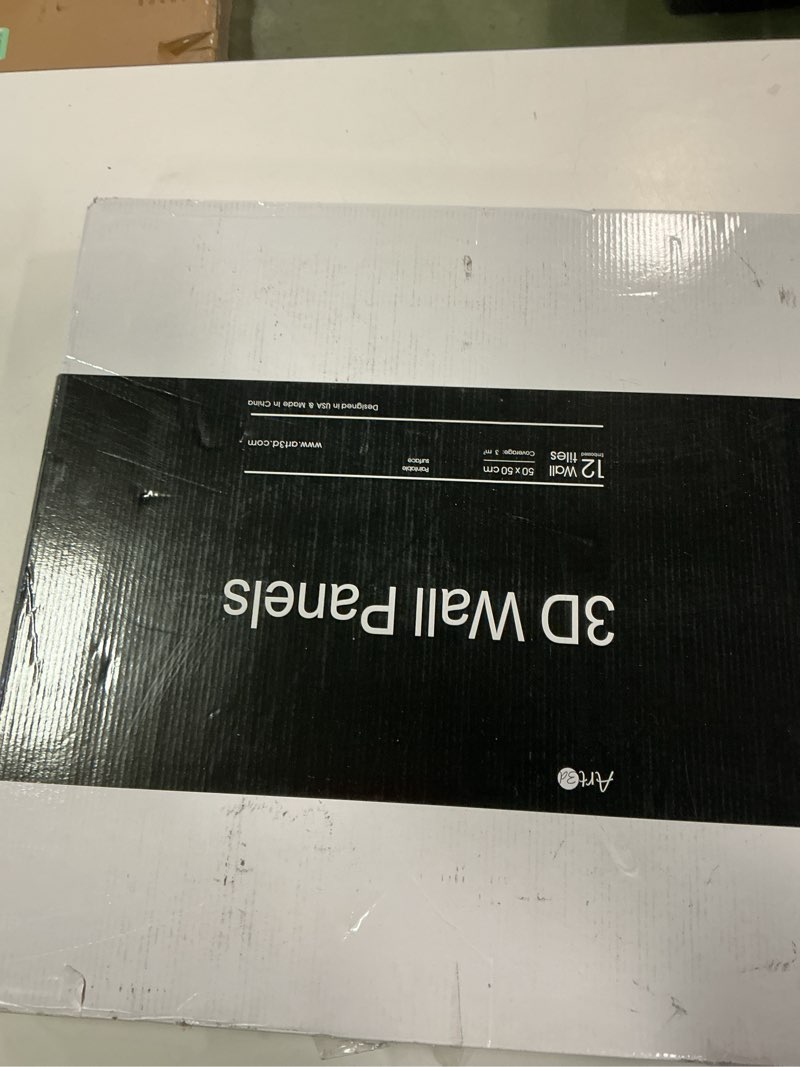 Art3d
3D Wall Panels
12 Wall tiles
Embossed
50 x 50 cm
Coverage: 3 m²
Paintable
surface
www.art3d.com
Designed in USA & Made in China